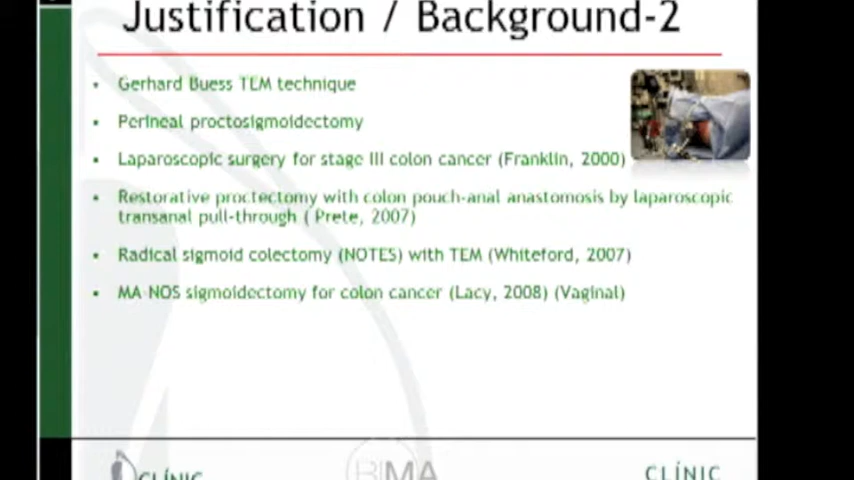 Justification / Background-2
• Gerhard Buess TEM technique
• Perineal proctosigmoidectomy
• Laparoscopic surgery for stage III colon cancer (Franklin, 2000)
• Restorative proctectomy with colon pouch-anal anastomosis by laparoscopic
transanal pull-through ( Prete, 2007)
• Radical sigmoid colectomy (NOTES) with TEM (Whiteford, 2007)
• MA-NOS sigmoidectomy for colon cancer (Lacy, 2008) (Vaginal)
CLÍNIC BIMA CLÍNIC